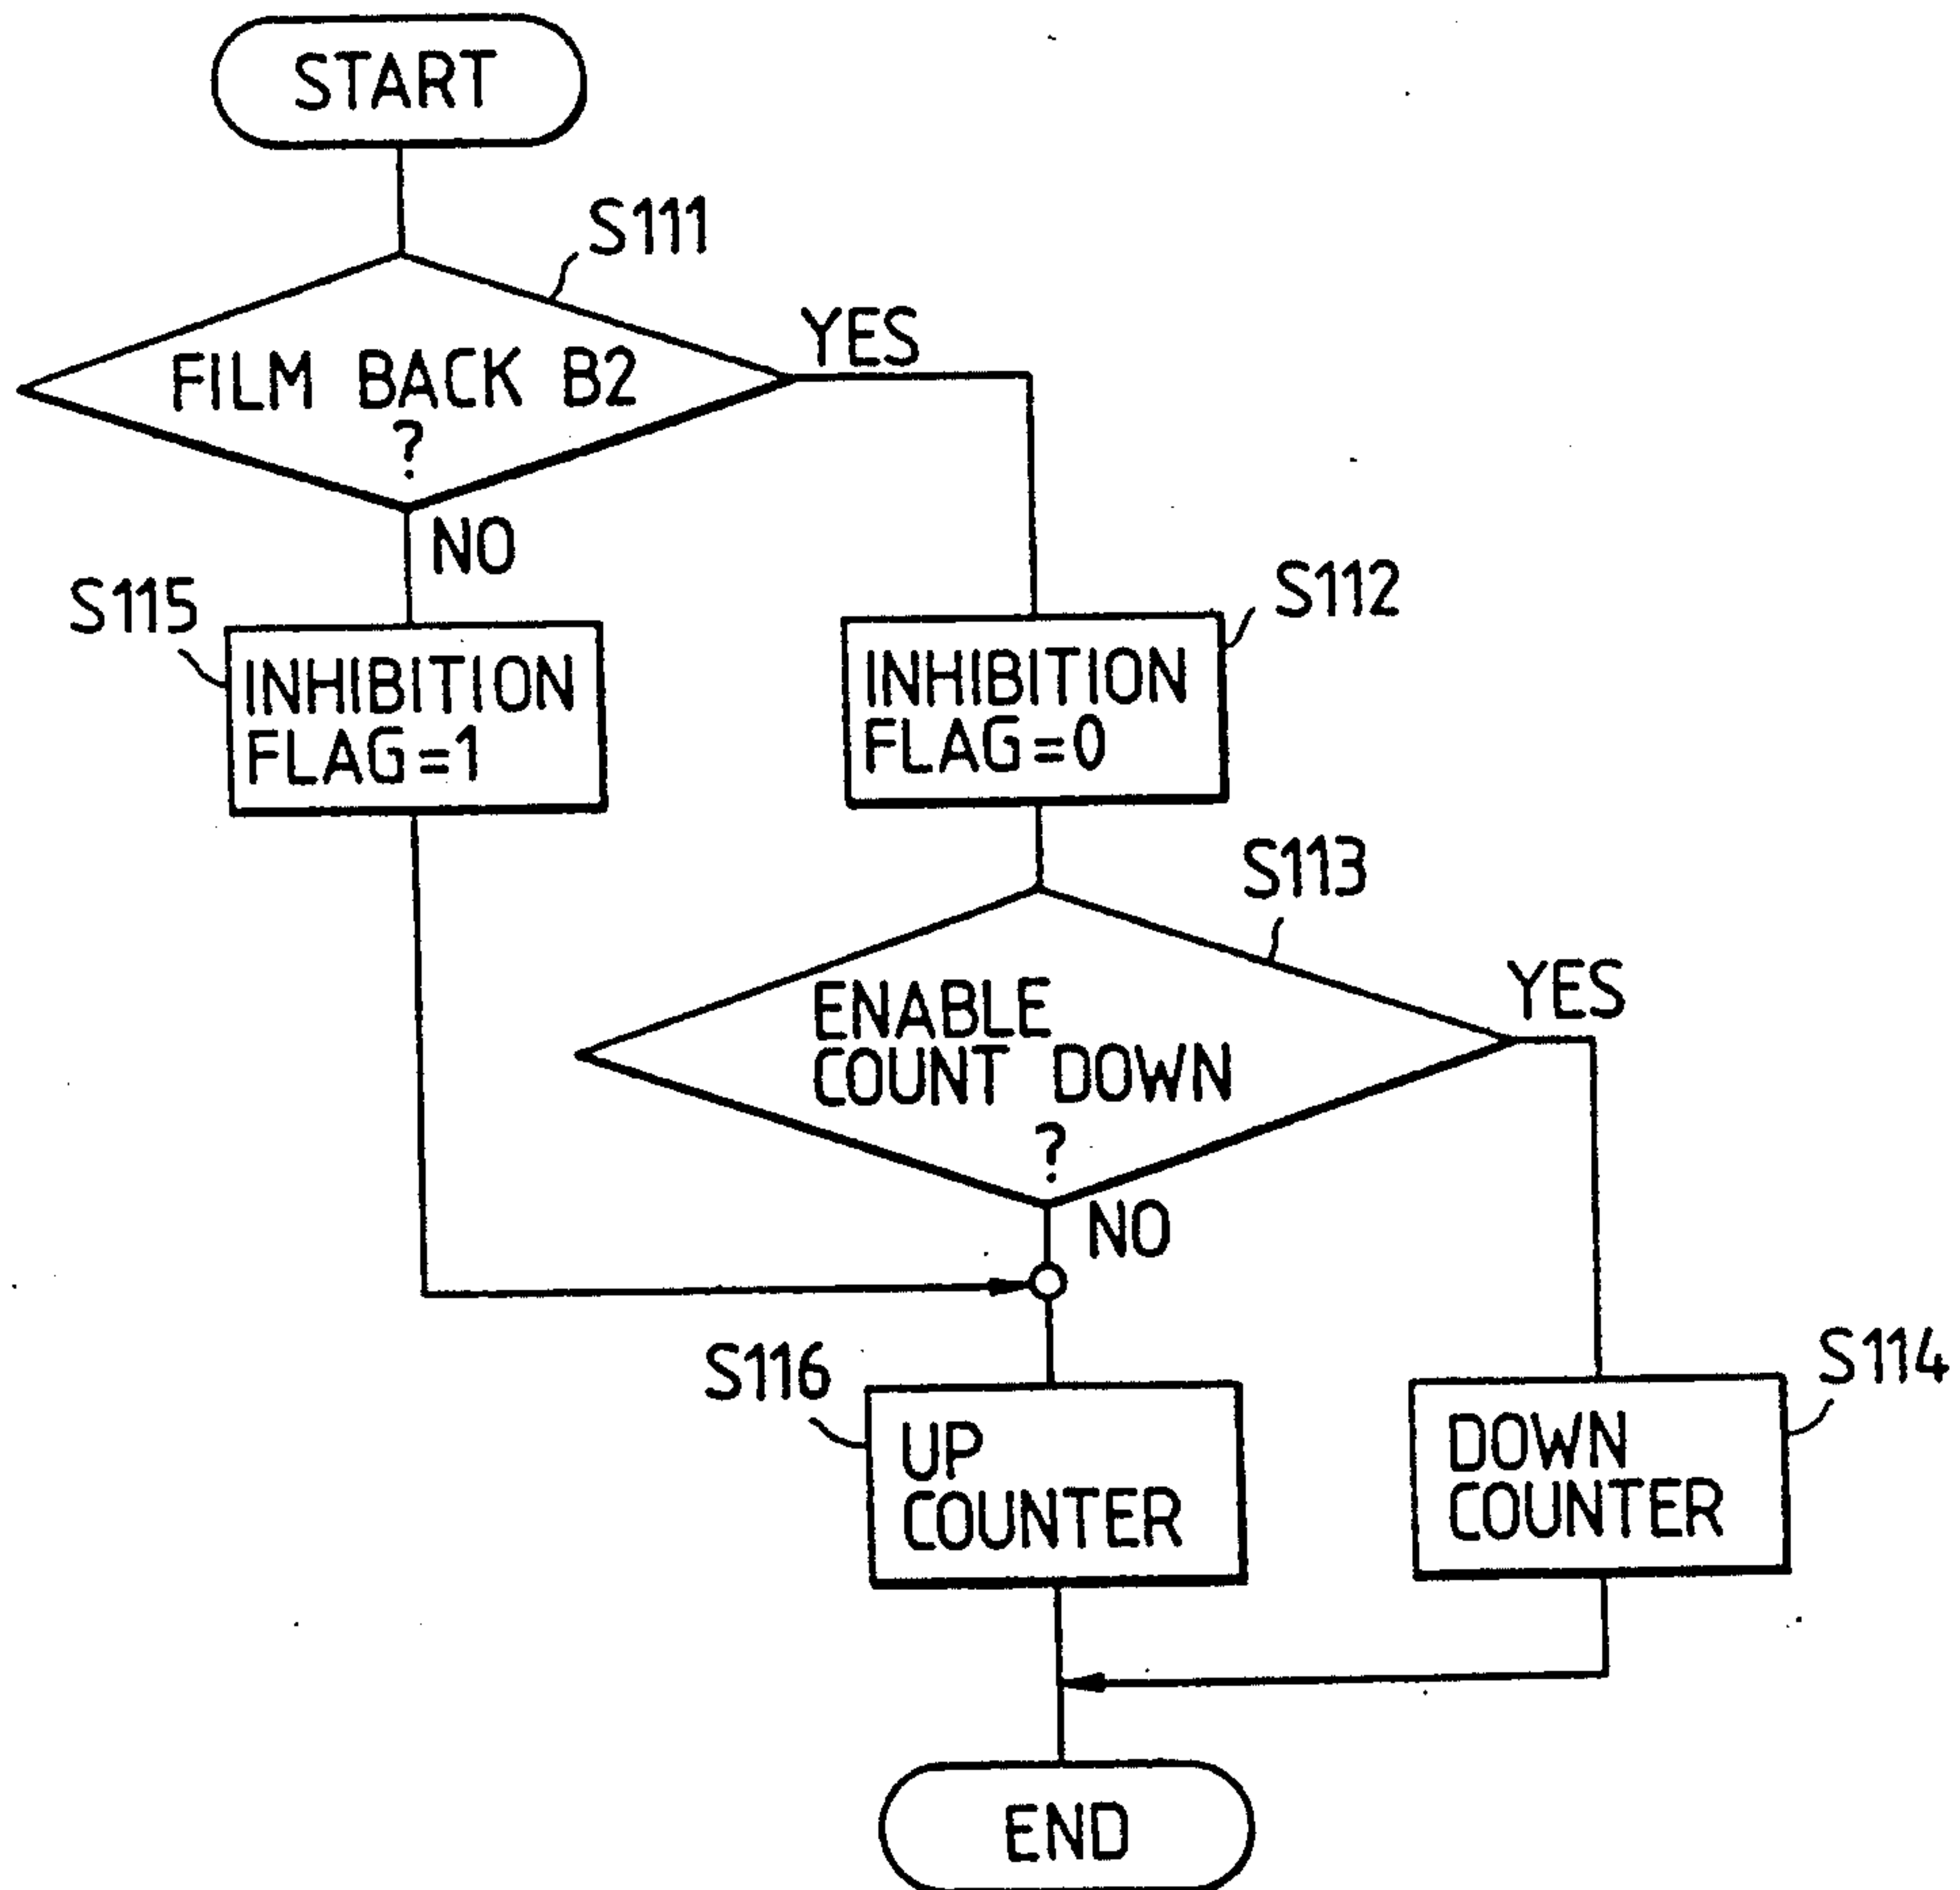 START
S111
YES
FILM BACK B2
?
NO
S115
S112
INHIBITION
FLAG=1
INHIBITION
FLAG=0
S113
YES
ENABLE
COUNT DOWN
?
NO
S116
S114
UP
COUNTER
DOWN
COUNTER
END